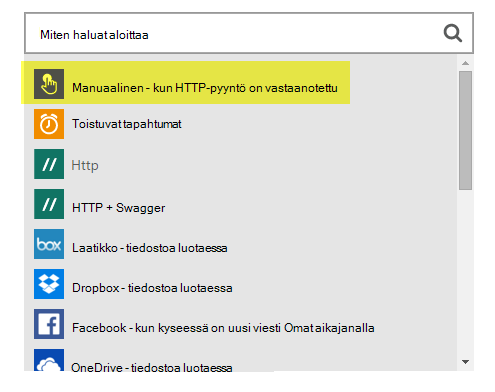 Miten haluat aloittaa
Manuaalinen - kun HTTP-pyyntö on vastaanotettu
Toistuvat tapahtumat
// Http
// HTTP + Swagger
box Laatikko - tiedostoa luotaessa
Dropbox - tiedostoa luotaessa
Facebook - kun kyseessä on uusi viesti Omat aikajanalla
OneDrive - tiedostoa luotaessa